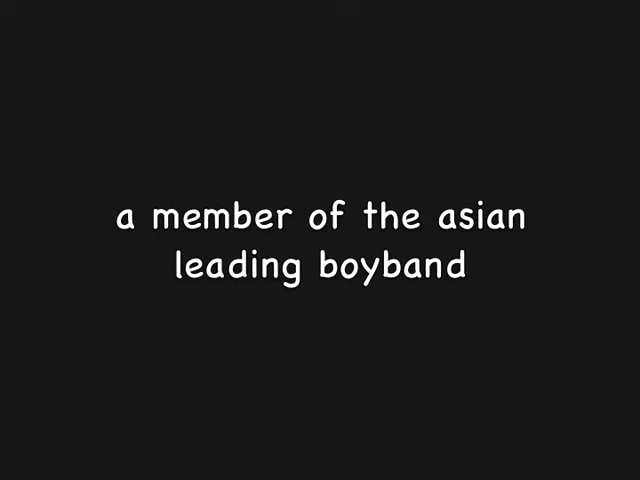 a member of the asian
leading boyband